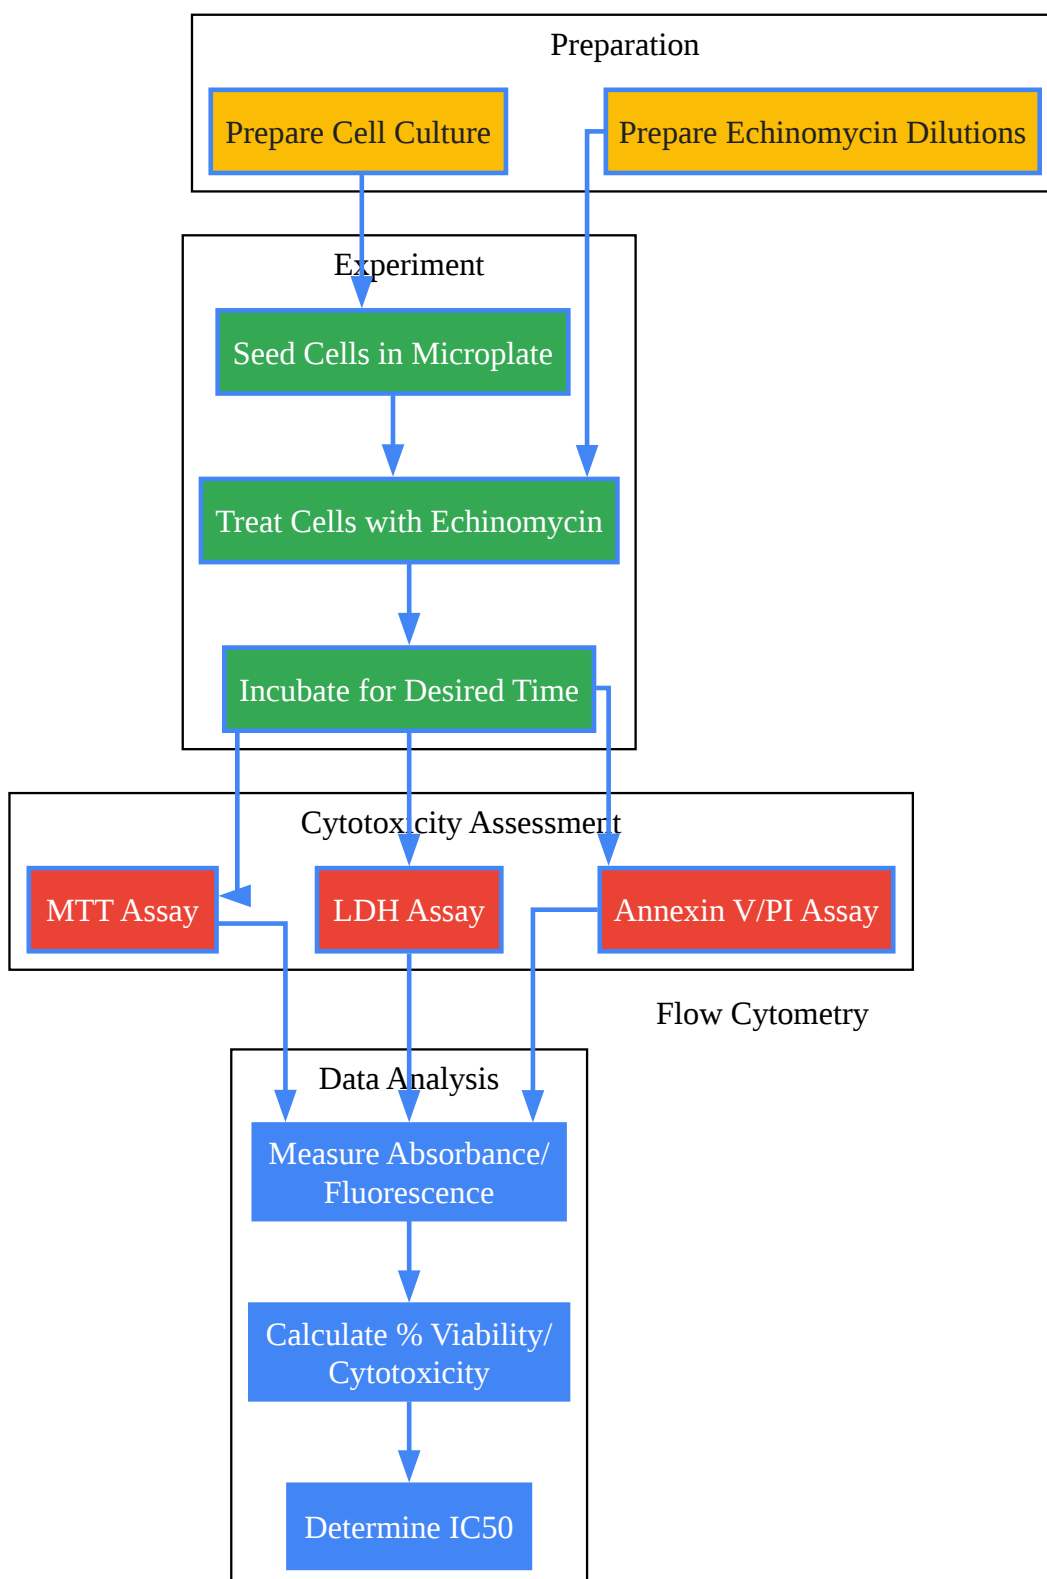 Preparation
Prepare Cell Culture
Prepare Echinomycin Dilutions
Experiment
Seed Cells in Microplate
Treat Cells with Echinomycin
Incubate for Desired Time
Cytotoxicity Assessment
MTT Assay
LDH Assay
Annexin V/PI Assay
Flow Cytometry
Data Analysis
Measure Absorbance/
Fluorescence
Calculate % Viability/
Cytotoxicity
Determine IC50